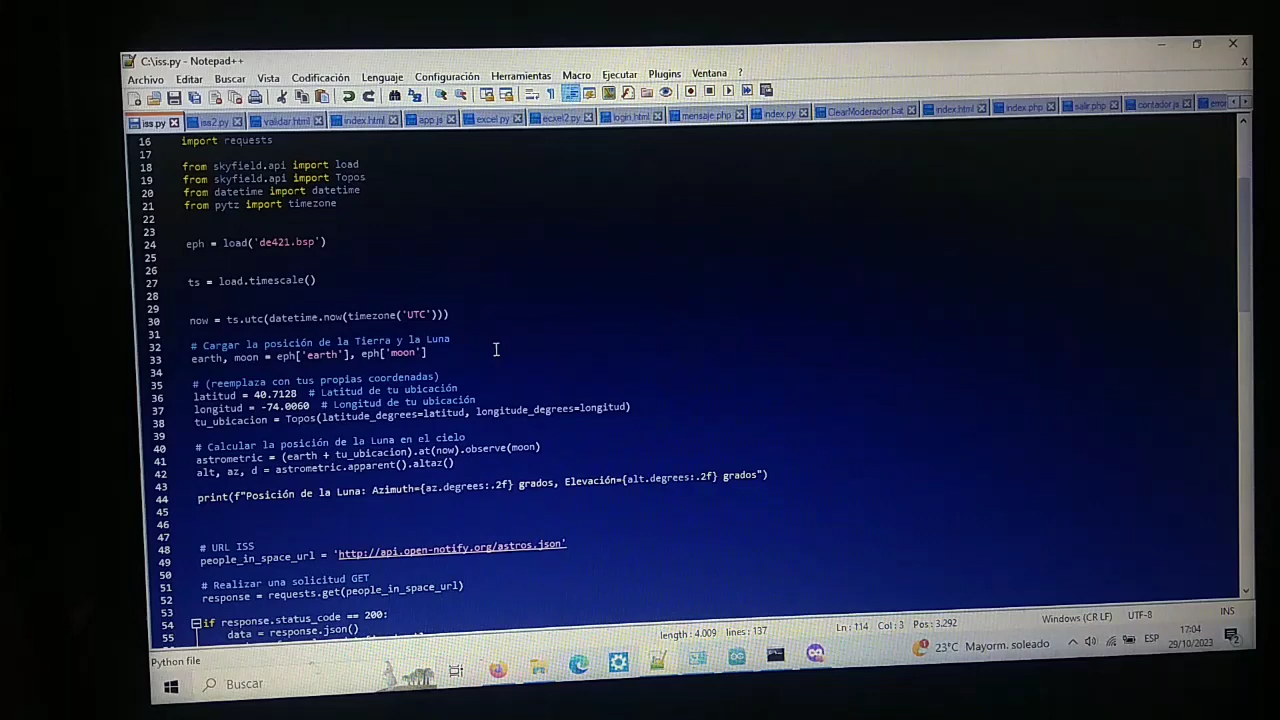 C:\iss.py - Notepad++
Archivo Editar Buscar Vista Codificación Lenguaje Configuración Herramientas Macro Ejecutar Plugins Ventana ?
X
iss.py iss2.py validar.html index.html app.js excel.py ecxel2.py login.html mensaje.php index.py ClearModerador.bat index.html index.php salir.php contador.js error
16 import requests
17
18 from skyfield.api import load
19 from skyfield.api import Topos
20 from datetime import datetime
21 from pytz import timezone
22
23
24 eph = load('de421.bsp')
25
26
27 ts = load.timescale()
28
29
30 now = ts.utc(datetime.now(timezone('UTC')))
31
32 # Cargar la posición de la Tierra y la Luna
33 earth, moon = eph['earth'], eph['moon']
34
35 # (reemplaza con tus propias coordenadas)
36 latitud = 40.7128 # Latitud de tu ubicación
37 longitud = -74.0060 # Longitud de tu ubicación
38 tu_ubicacion = Topos(latitude_degrees=latitud, longitude_degrees=longitud)
39
40 # Calcular la posición de la Luna en el cielo
41 astrometric = (earth + tu_ubicacion).at(now).observe(moon)
42 alt, az, d = astrometric.apparent().altaz()
43
44 print(f"Posición de la Luna: Azimuth={az.degrees:.2f} grados, Elevación={alt.degrees:.2f} grados")
45
46
47
48 # URL ISS
49 people_in_space_url = 'http://api.open-notify.org/astros.json'
50
51 # Realizar una solicitud GET
52 response = requests.get(people_in_space_url)
53
54 if response.status_code == 200:
55 data = response.json()
Python file length : 4.009 lines : 137 Ln : 114 Col : 3 Pos : 3.292 Windows (CR LF) UTF-8 INS
Buscar 23°C Mayorm. soleado ESP 17:04
29/10/2023 2